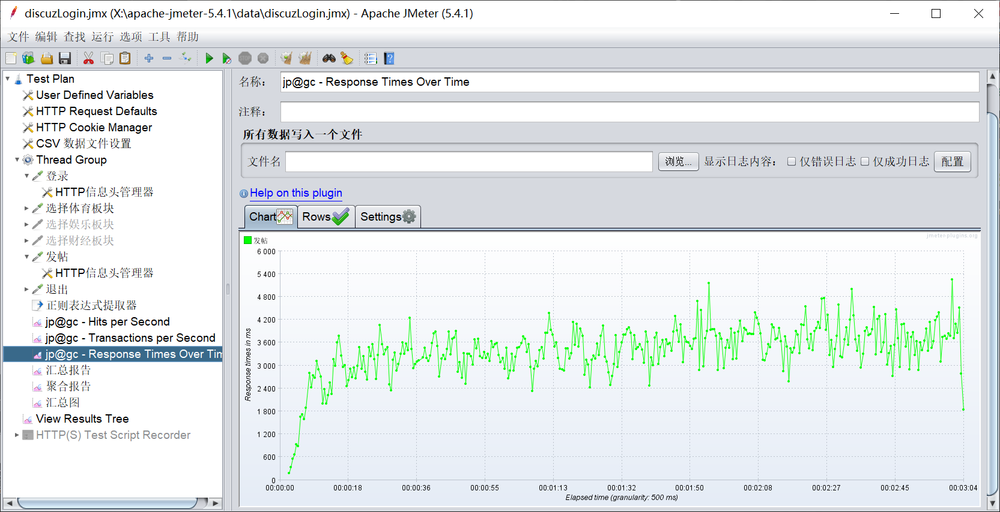 discuzLogin.jmx (X:\apache-jmeter-5.4.1\data\discuzLogin.jmx) - Apache JMeter (5.4.1)
文件 编辑 查找 运行 选项 工具 帮助
STOP
Test Plan
User Defined Variables
HTTP Request Defaults
HTTP Cookie Manager
CSV 数据文件设置
Thread Group
登录
HTTP信息头管理器
选择体育板块
选择娱乐板块
选择财经板块
发帖
HTTP信息头管理器
退出
正则表达式提取器
jp@gc - Hits per Second
jp@gc - Transactions per Second
jp@gc - Response Times Over Tim
汇总报告
聚合报告
汇总图
View Results Tree
HTTP(S) Test Script Recorder
名称： jp@gc - Response Times Over Time
注释：
所有数据写入一个文件
文件名 浏览... 显示日志内容： 仅错误日志 仅成功日志 配置
Help on this plugin
Chart Rows Settings
发帖
jmeter-plugins.org
6 000
5 400
4 800
4 200
3 600
3 000
2 400
1 800
1 200
600
0
Response times in ms
00:00:00 00:00:18 00:00:36 00:00:55 00:01:13 00:01:32 00:01:50 00:02:08 00:02:27 00:02:45 00:03:04
Elapsed time (granularity: 500 ms)